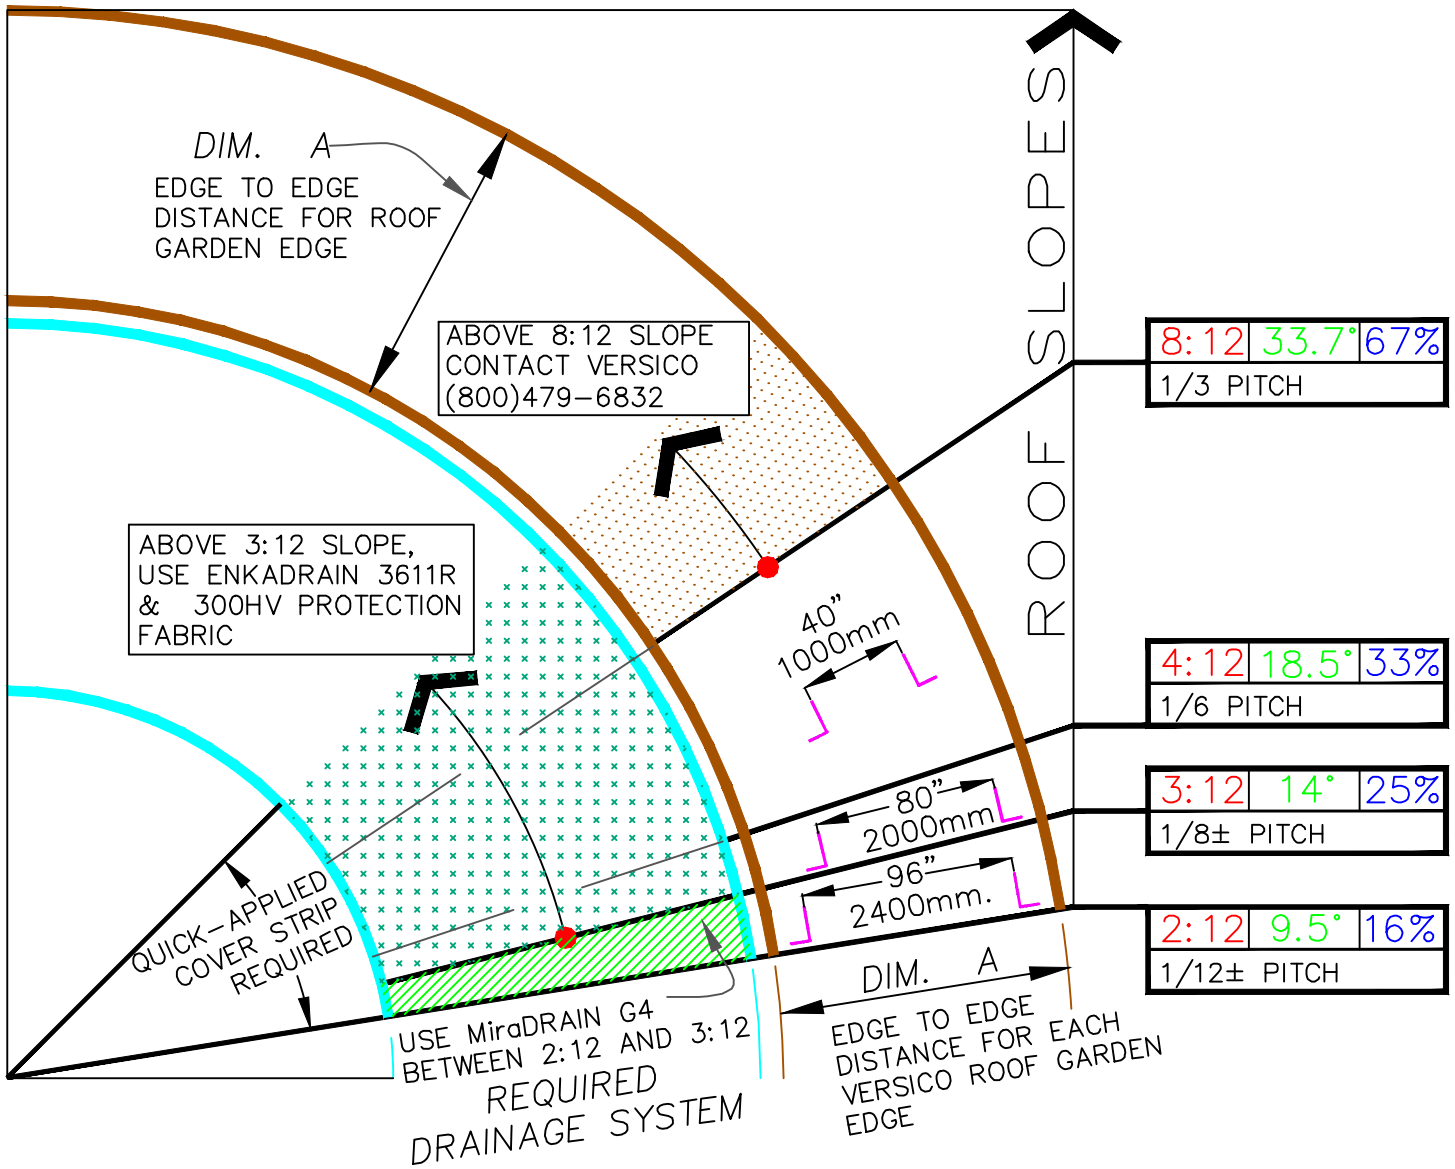 DIM. A
EDGE TO EDGE
DISTANCE FOR ROOF
GARDEN EDGE
ABOVE 8:12 SLOPE
CONTACT VERSICO
(800)479-6832
ABOVE 3:12 SLOPE,
USE ENKADRAIN 3611R
& 300HV PROTECTION
FABRIC
ROOF SLOPES
8:12 33.7° 67%
1/3 PITCH
40"
1000mm
4:12 18.5° 33%
1/6 PITCH
80"
2000mm
3:12 14° 25%
1/8± PITCH
96"
2400mm.
2:12 9.5° 16%
1/12± PITCH
QUICK-APPLIED
COVER STRIP
REQUIRED
USE MiraDRAIN G4
BETWEEN 2:12 AND 3:12
REQUIRED
DRAINAGE SYSTEM
DIM. A
EDGE TO EDGE
DISTANCE FOR EACH
VERSICO ROOF GARDEN
EDGE